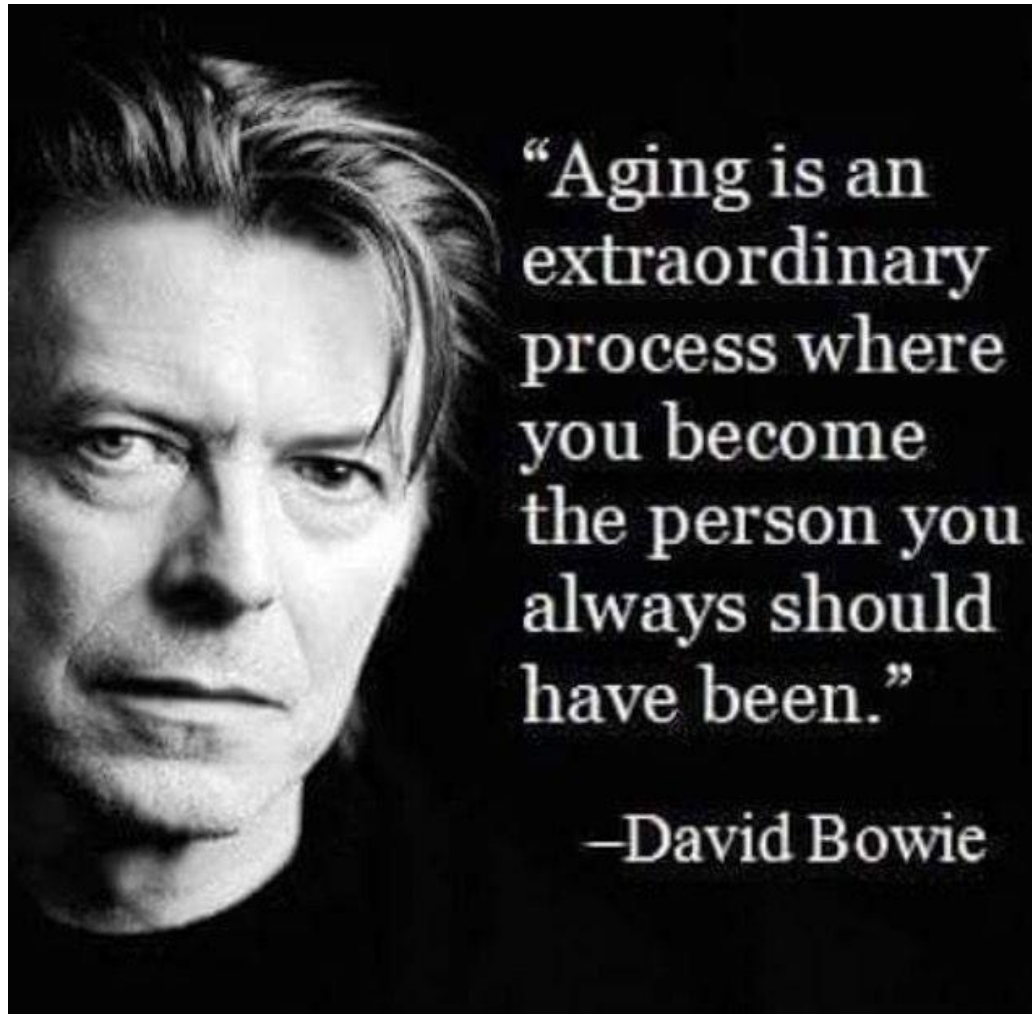 “Aging is an
extraordinary
process where
you become
the person you
always should
have been.”
–David Bowie